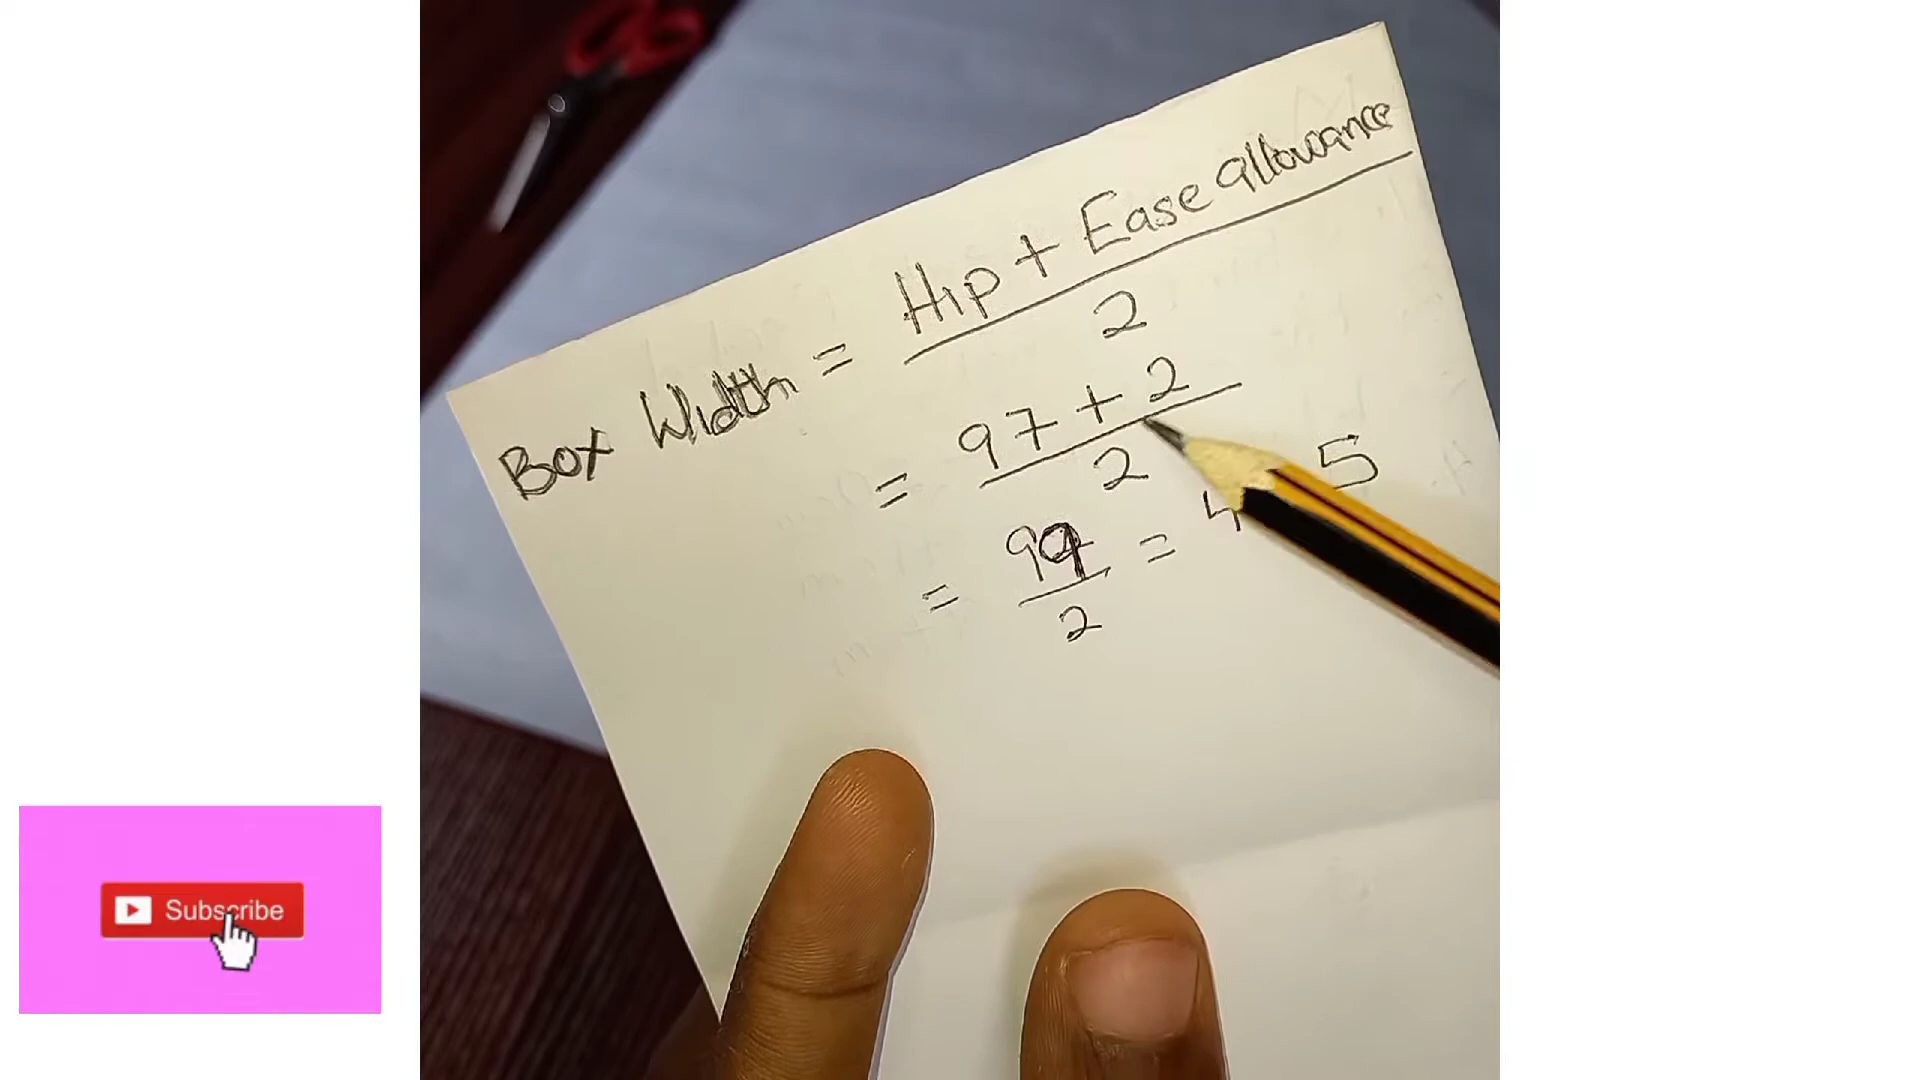 Box Width = Hip + Ease allowance
2
= 97 + 2
2
= 99 = 4 5
2
Subscribe